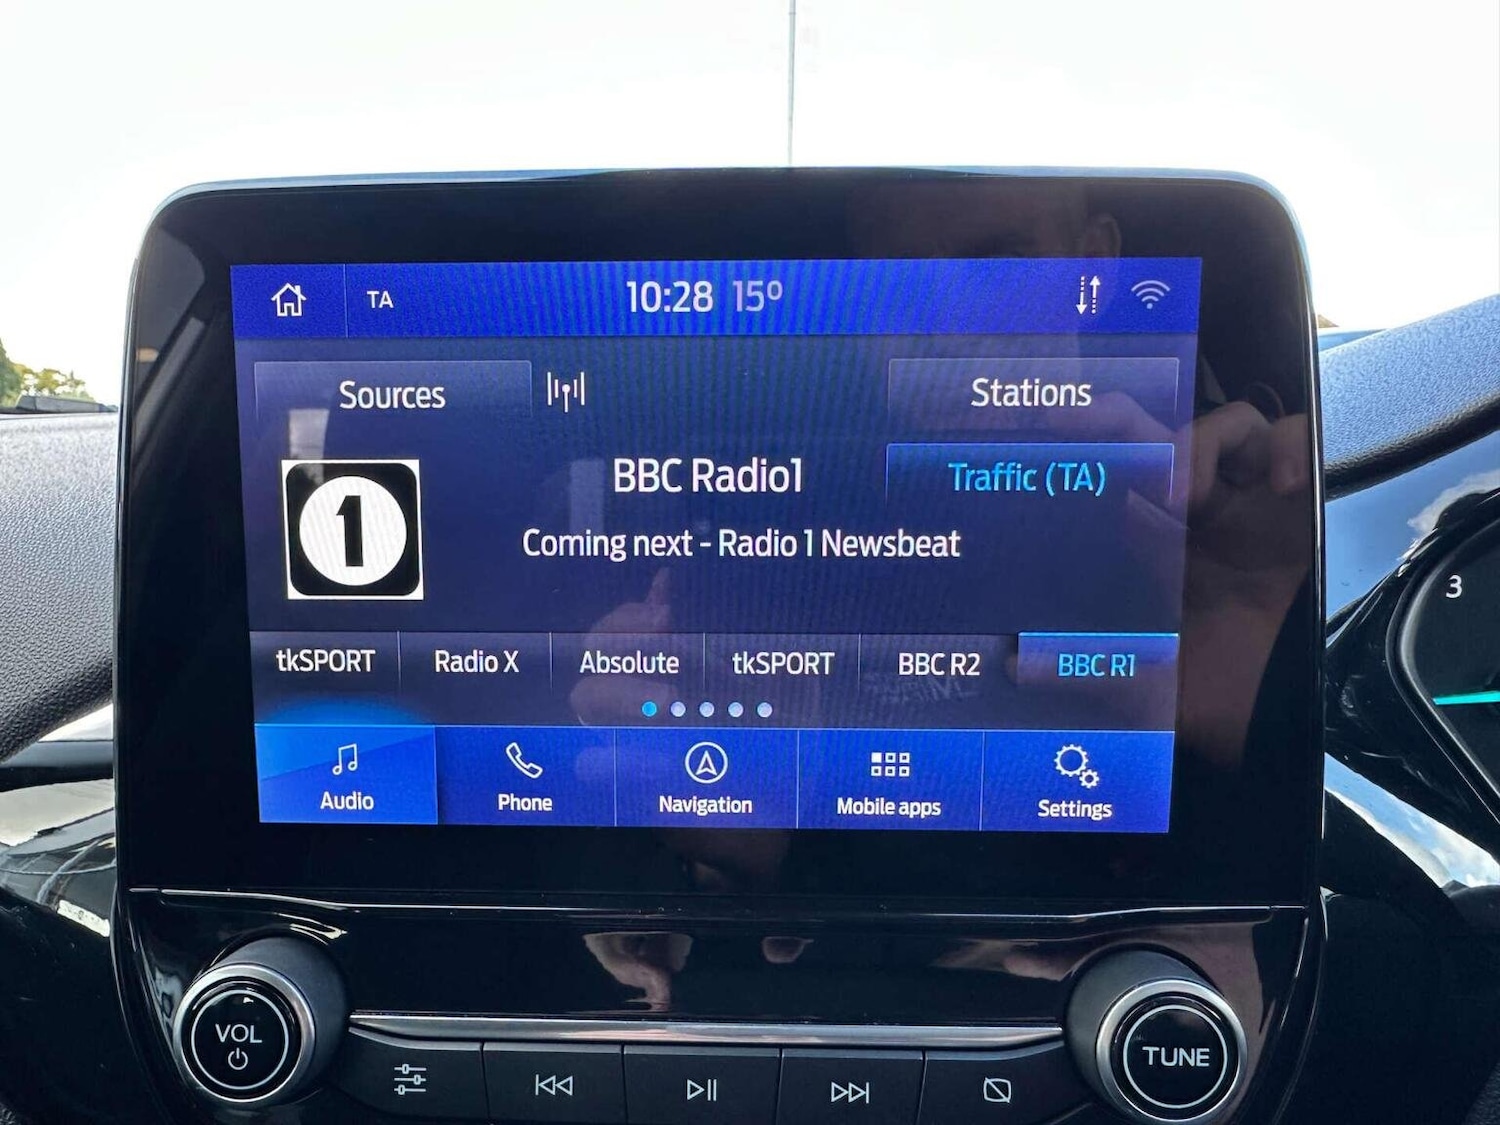 TA 10:28 15º
Sources Stations
1
BBC Radio1 Traffic (TA)
Coming next - Radio 1 Newsbeat
tkSPORT Radio X Absolute tkSPORT BBC R2 BBC R1
Audio Phone Navigation Mobile apps Settings
3
VOL TUNE